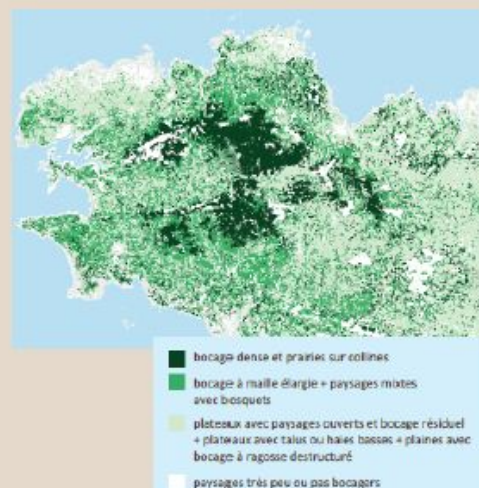 bocage dense et prairies sur collines
bocage à maille élargie + paysages mixtes
avec bosquets
plateaux avec paysages ouverts et bocage résiduel
+ plateaux avec talus ou haies basses + plaines avec
bocage à ragosse destructuré
paysages très peu ou pas bocagers